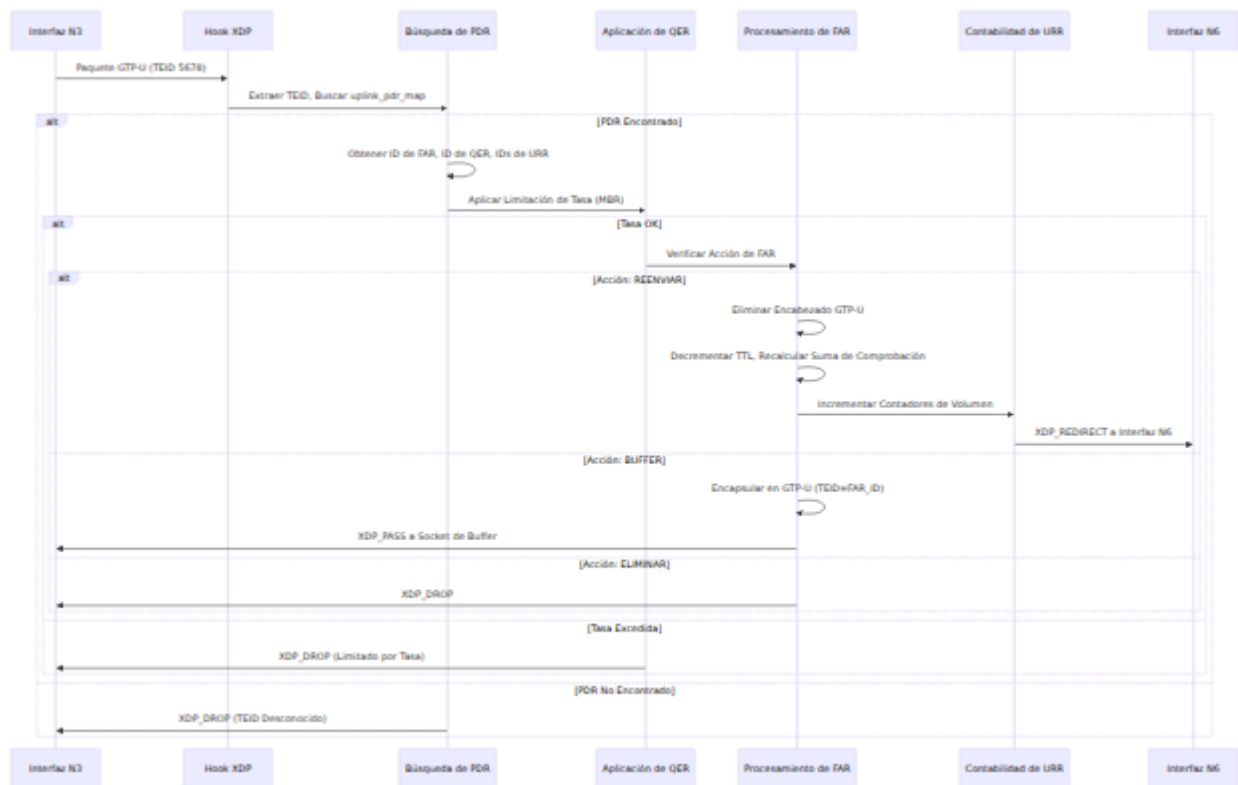 Interfaz N3
Hook XDP
Búsqueda de PDR
Aplicación de QER
Procesamiento de FAR
Contabilidad de URR
Interfaz N6
Paquete GTP-U (TEID 5678)
Extraer TEID, Buscar uplink_pdr_map
alt
[PDR Encontrado]
Obtener ID de FAR, ID de QER, IDs de URR
Aplicar Limitación de Tasa (MBR)
alt
[Tasa OK]
Verificar Acción de FAR
alt
[Acción: REENVIAR]
Eliminar Encabezado GTP-U
Decrementar TTL, Recalcular Suma de Comprobación
Incrementar Contadores de Volumen
XDP_REDIRECT a Interfaz N6
[Acción: BUFFER]
Encapsular en GTP-U (TEID=FAR_ID)
XDP_PASS a Socket de Buffer
[Acción: ELIMINAR]
XDP_DROP
[Tasa Excedida]
XDP_DROP (Limitado por Tasa)
[PDR No Encontrado]
XDP_DROP (TEID Desconocido)
Interfaz N3
Hook XDP
Búsqueda de PDR
Aplicación de QER
Procesamiento de FAR
Contabilidad de URR
Interfaz N6